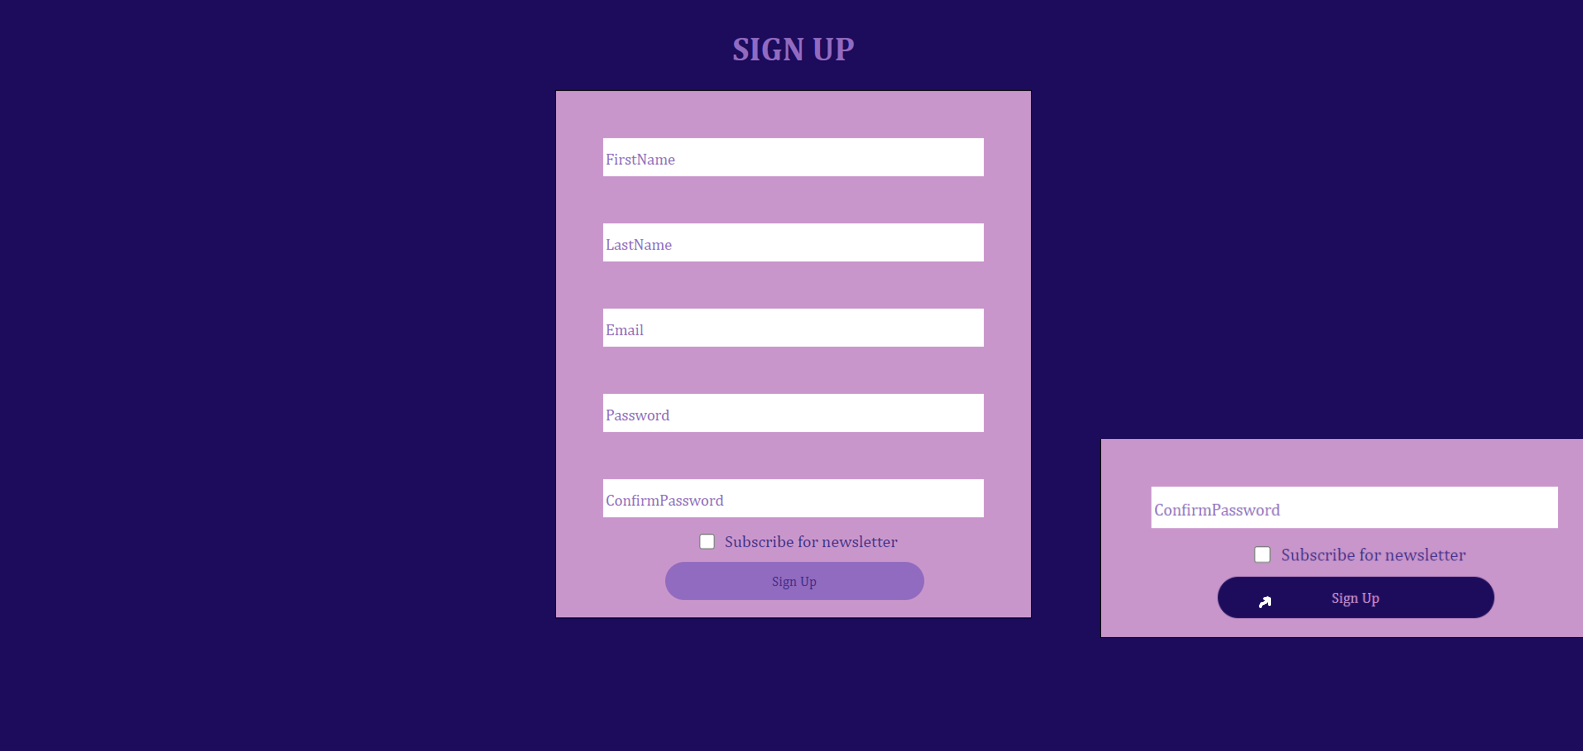 SIGN UP
FirstName
LastName
Email
Password
ConfirmPassword
Subscribe for newsletter
Sign Up
ConfirmPassword
Subscribe for newsletter
Sign Up